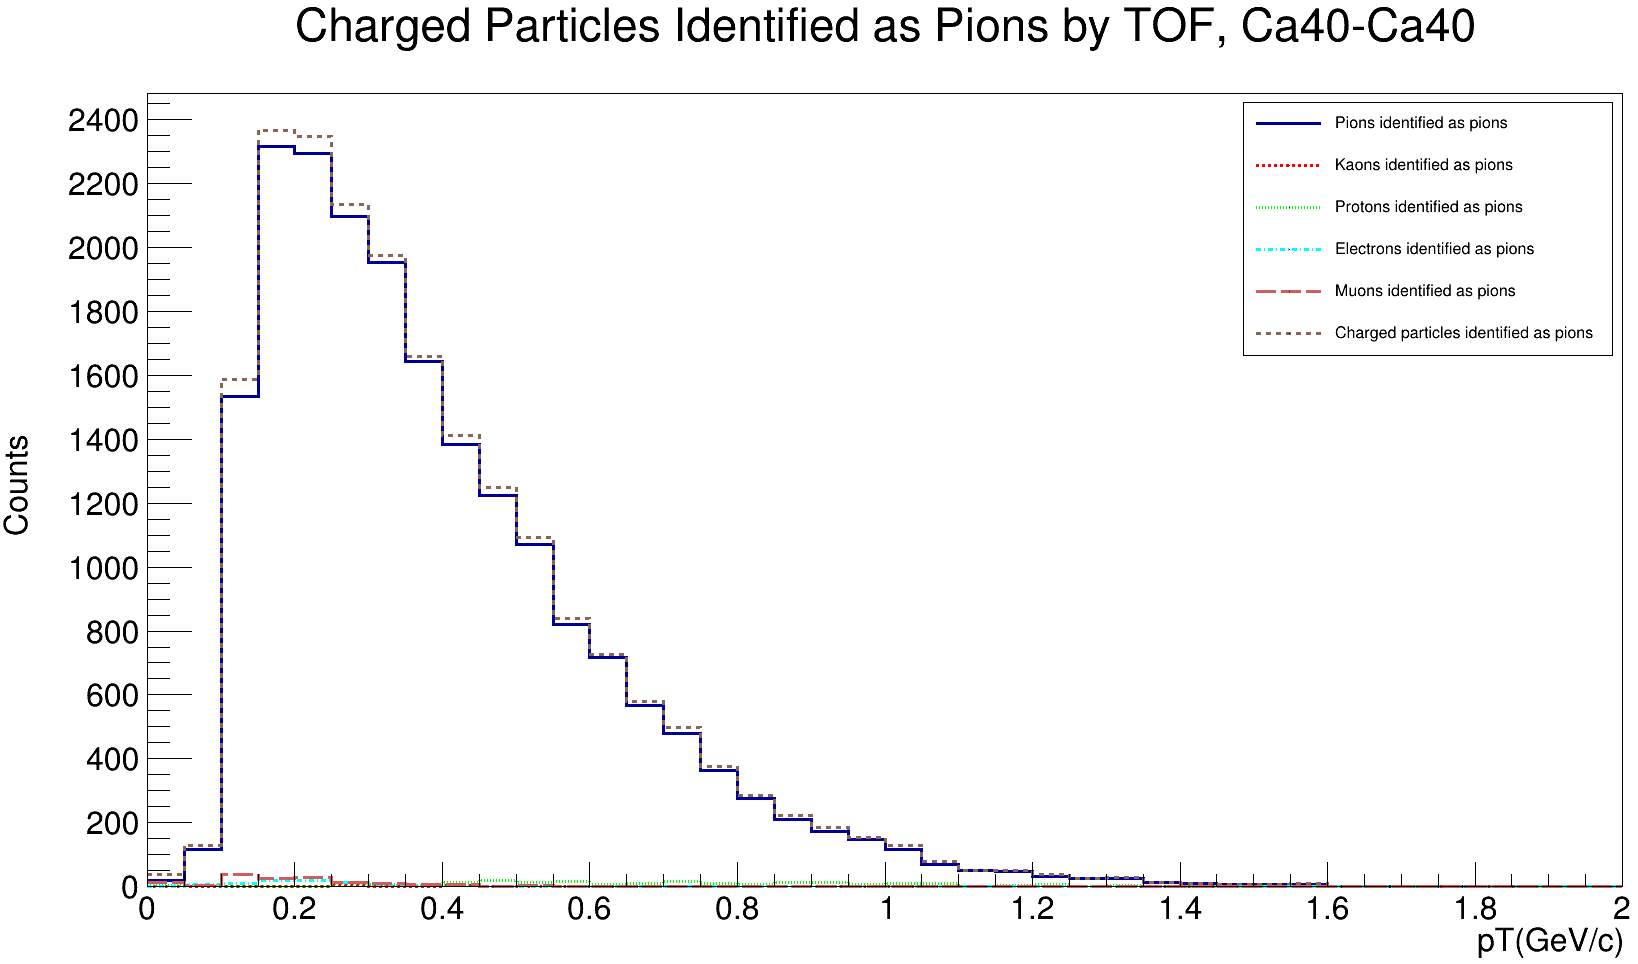 Charged Particles Identified as Pions by TOF, Ca40-Ca40
Counts
2400
2200
2000
1800
1600
1400
1200
1000
800
600
400
200
0
0 0.2 0.4 0.6 0.8 1 1.2 1.4 1.6 1.8 2
pT(GeV/c)
Pions identified as pions
Kaons identified as pions
Protons identified as pions
Electrons identified as pions
Muons identified as pions
Charged particles identified as pions